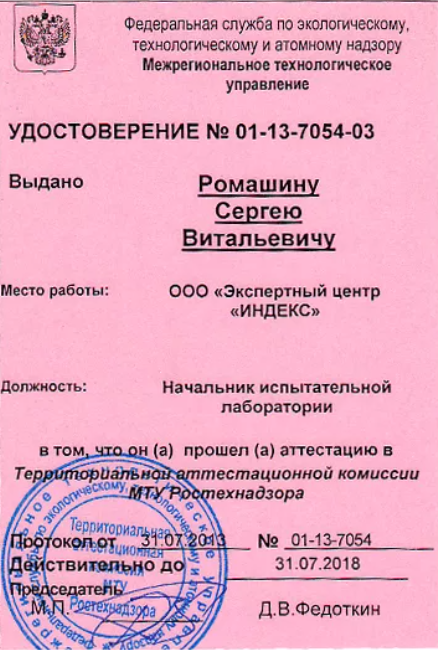 Федеральная служба по экологическому,
технологическому и атомному надзору
Межрегиональное технологическое
управление
УДОСТОВЕРЕНИЕ № 01-13-7054-03
Выдано Ромашину
Сергею
Витальевичу
Место работы: ООО «Экспертный центр
«ИНДЕКС»
Должность: Начальник испытательной
лаборатории
в том, что он (а) прошел (а) аттестацию в
Территориальной аттестационной комиссии
МТУ Ростехнадзора
Протокол от 31.07.2013 № 01-13-7054
Действительно до 31.07.2018
Председатель
М.П. Д.В.Федоткин
Территориальная
аттестационная
комиссия
МТУ
Ростехнадзора